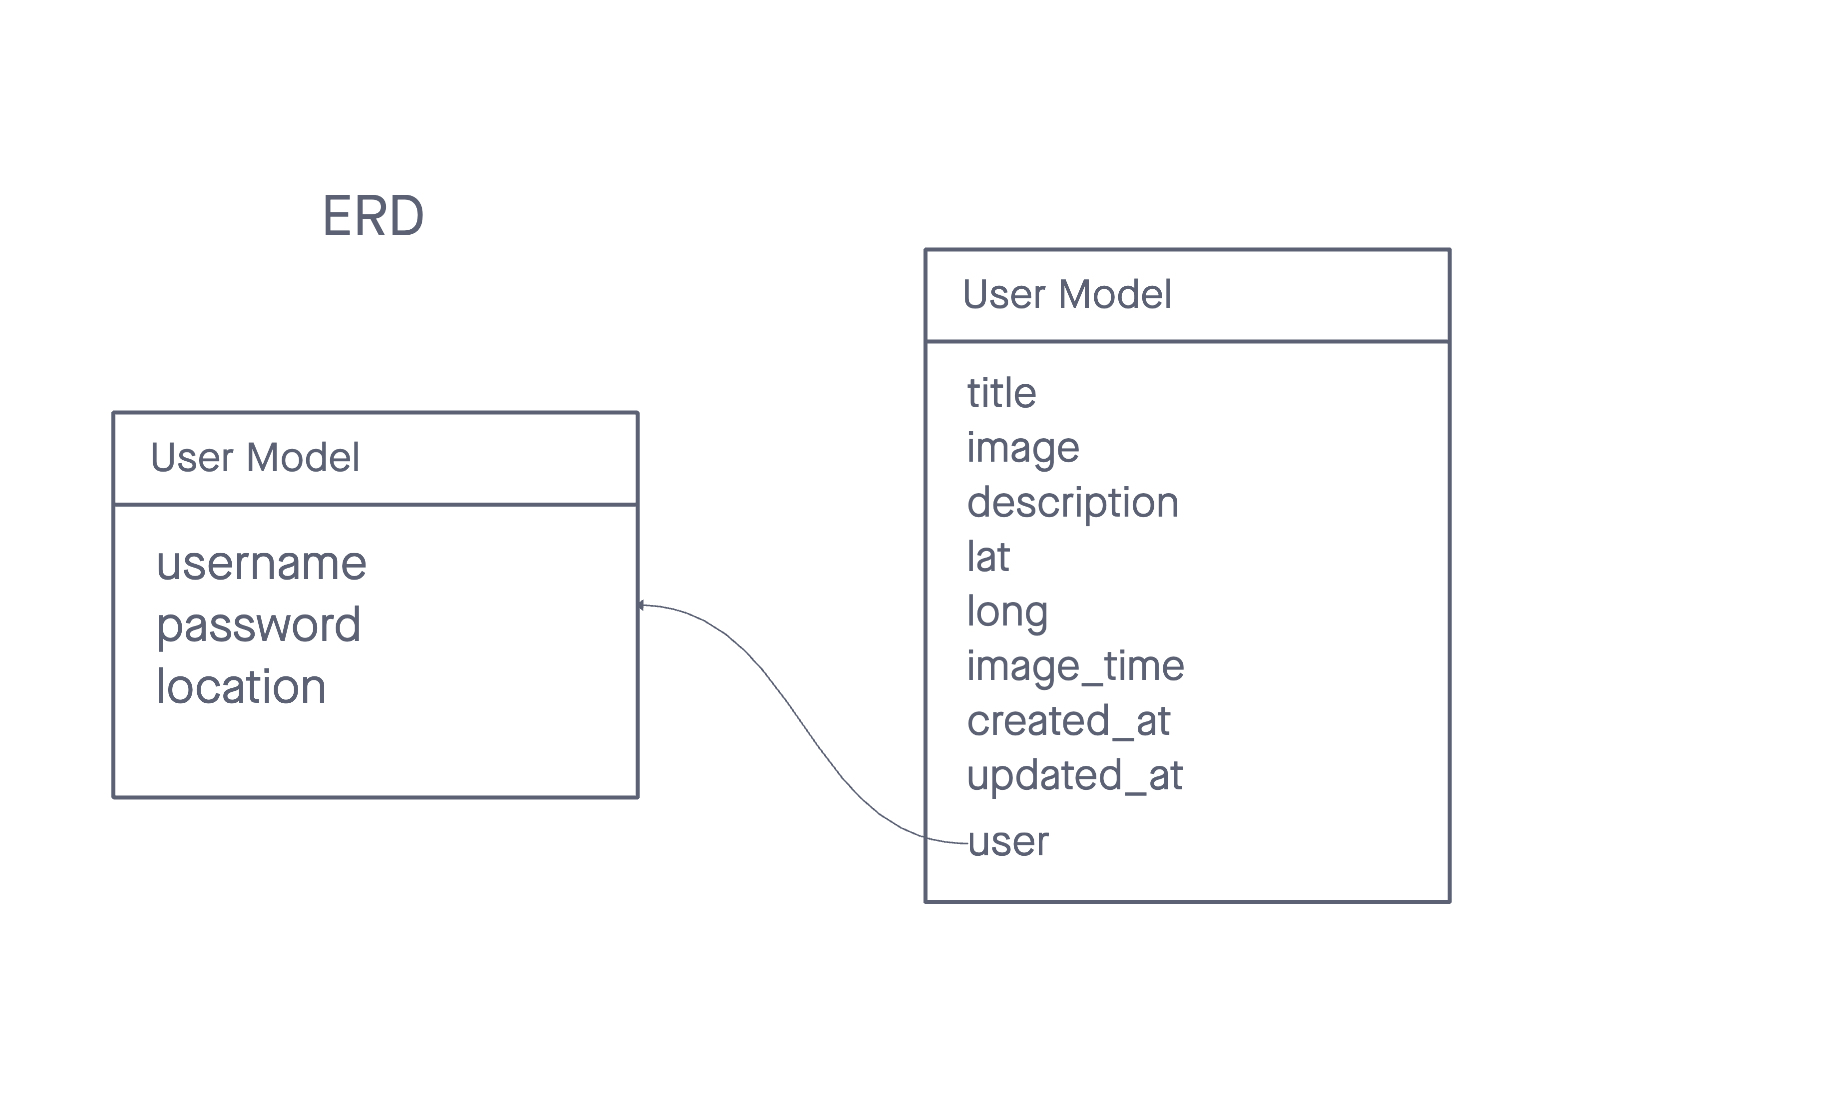 ERD
User Model
username
password
location
User Model
title
image
description
lat
long
image_time
created_at
updated_at
user